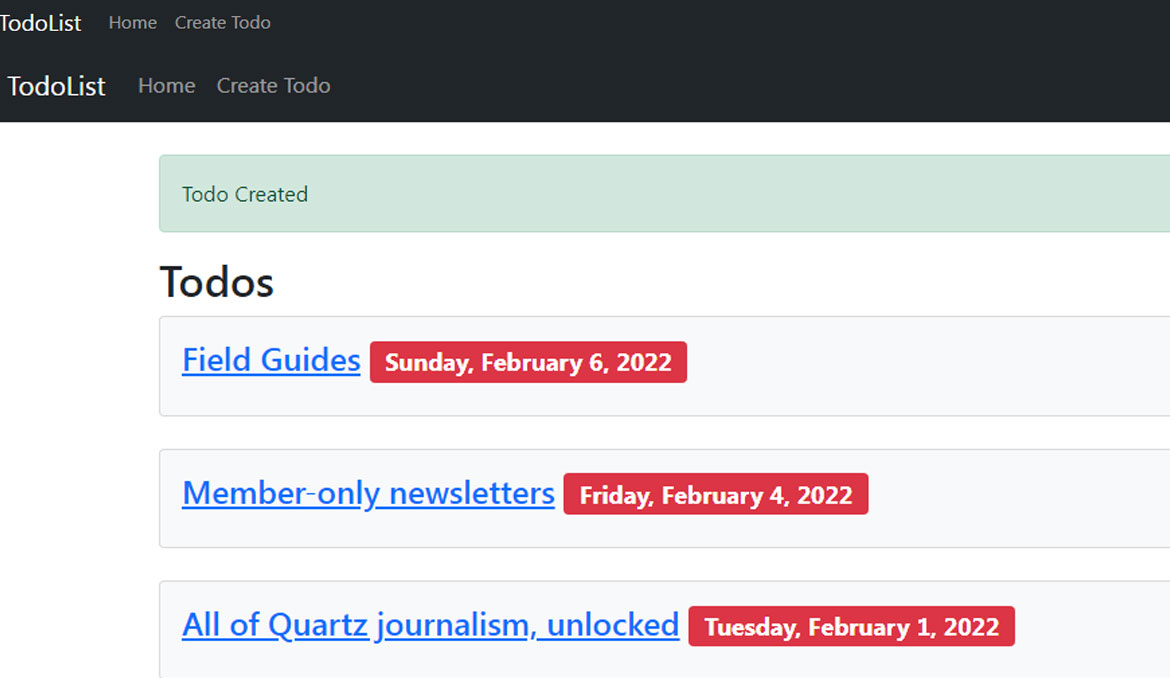 TodoList Home Create Todo
TodoList Home Create Todo
Todo Created
Todos
Field Guides Sunday, February 6, 2022
Member-only newsletters Friday, February 4, 2022
All of Quartz journalism, unlocked Tuesday, February 1, 2022